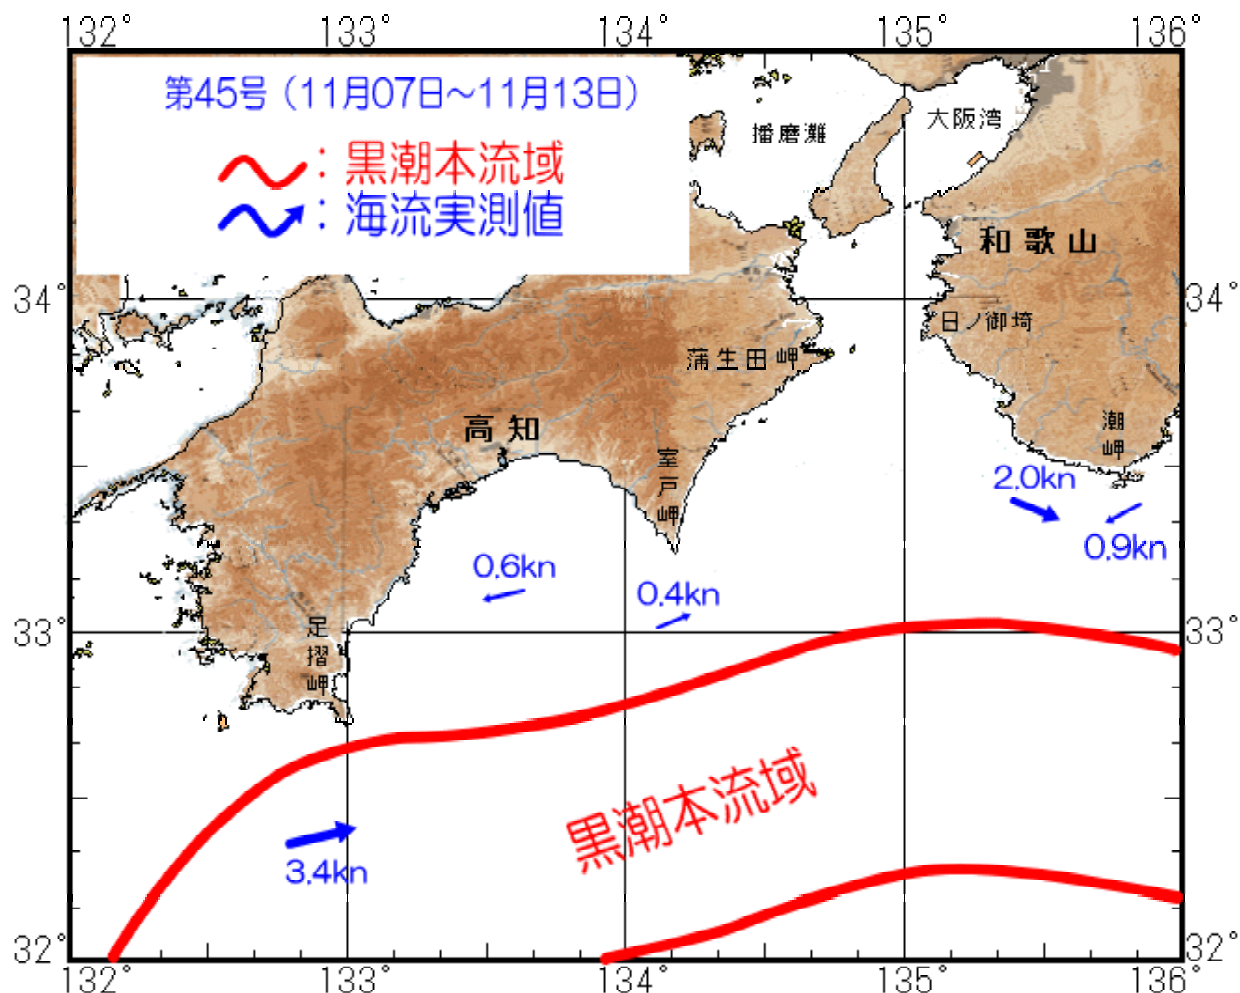 132° 133° 134° 135° 136°
第45号（11月07日～11月13日）
：黒潮本流域
：海流実測値
播磨灘
大阪湾
和歌山
34° 34°
日ノ御埼
蒲生田岬
高知
潮岬
室戸岬
2.0kn
0.9kn
0.6kn
0.4kn
33° 33°
足摺岬
黒潮本流域
3.4kn
32° 32°
132° 133° 134° 135° 136°